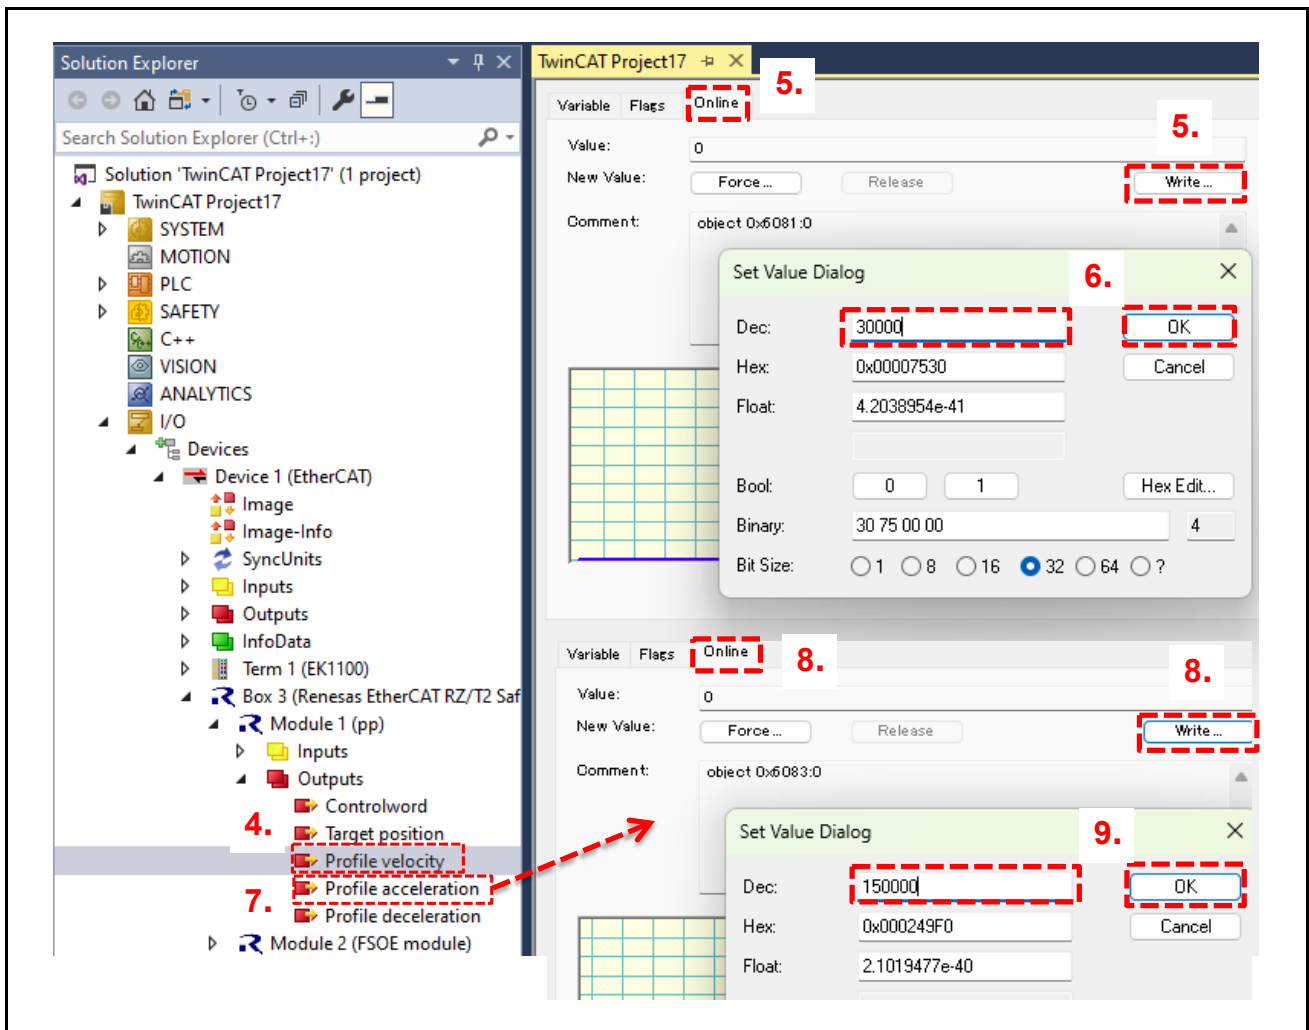 Solution Explorer
Search Solution Explorer (Ctrl+:)
Solution 'TwinCAT Project17' (1 project)
TwinCAT Project17
SYSTEM
MOTION
PLC
SAFETY
C++
VISION
ANALYTICS
I/O
Devices
Device 1 (EtherCAT)
Image
Image-Info
SyncUnits
Inputs
Outputs
InfoData
Term 1 (EK1100)
Box 3 (Renesas EtherCAT RZ/T2 Saf
Module 1 (pp)
Inputs
Outputs
Controlword
4.
Target position
Profile velocity
7.
Profile acceleration
Profile deceleration
Module 2 (FSOE module)
TwinCAT Project17
5.
Variable Flags Online
5.
Value: 0
New Value: Force... Release Write...
Comment: object 0x6081:0
Set Value Dialog
6.
Dec: 30000 OK
Hex: 0x00007530 Cancel
Float: 4.2038954e-41
Bool: 0 1 Hex Edit...
Binary: 30 75 00 00 4
Bit Size: 1 8 16 32 64 ?
Variable Flags Online
8.
8.
Value: 0
New Value: Force... Release Write...
Comment: object 0x6083:0
Set Value Dialog
9.
Dec: 150000 OK
Hex: 0x000249F0 Cancel
Float: 2.1019477e-40